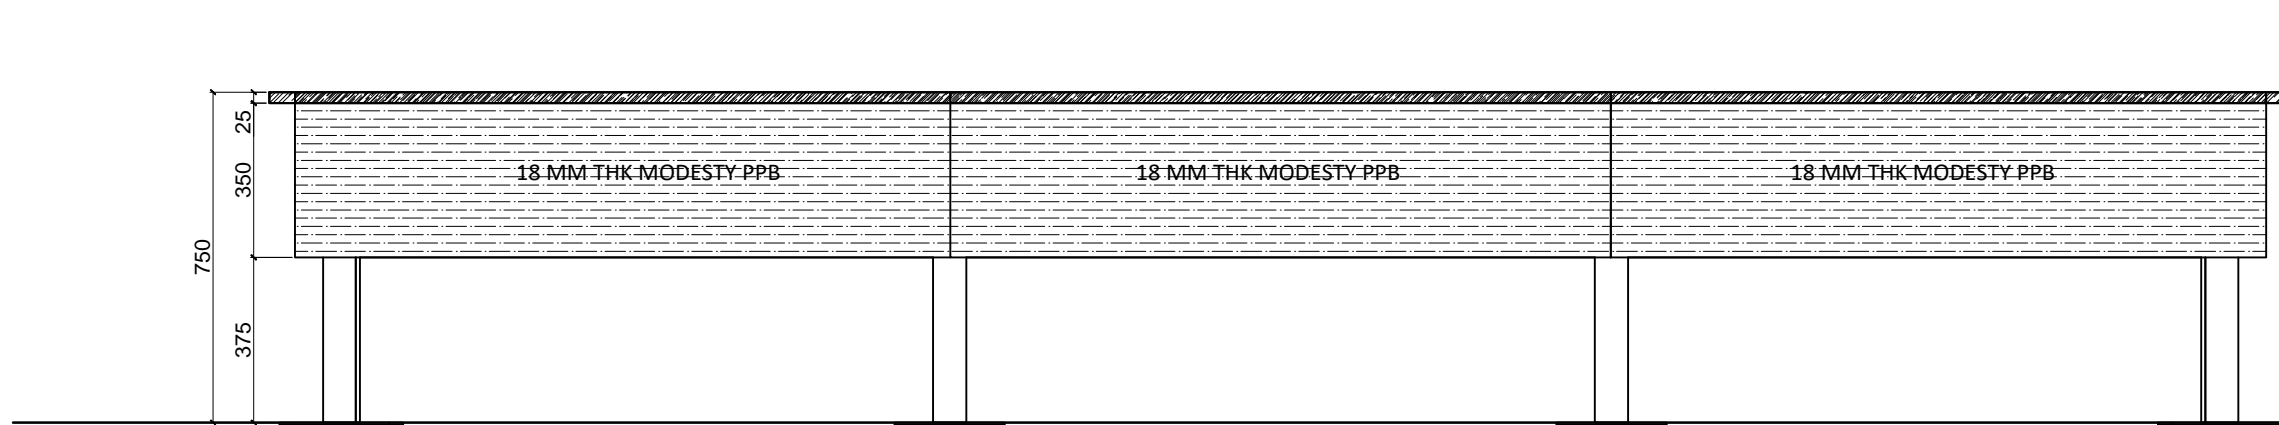 25
18 MM THK MODESTY PPB 18 MM THK MODESTY PPB 18 MM THK MODESTY PPB
350
750
375